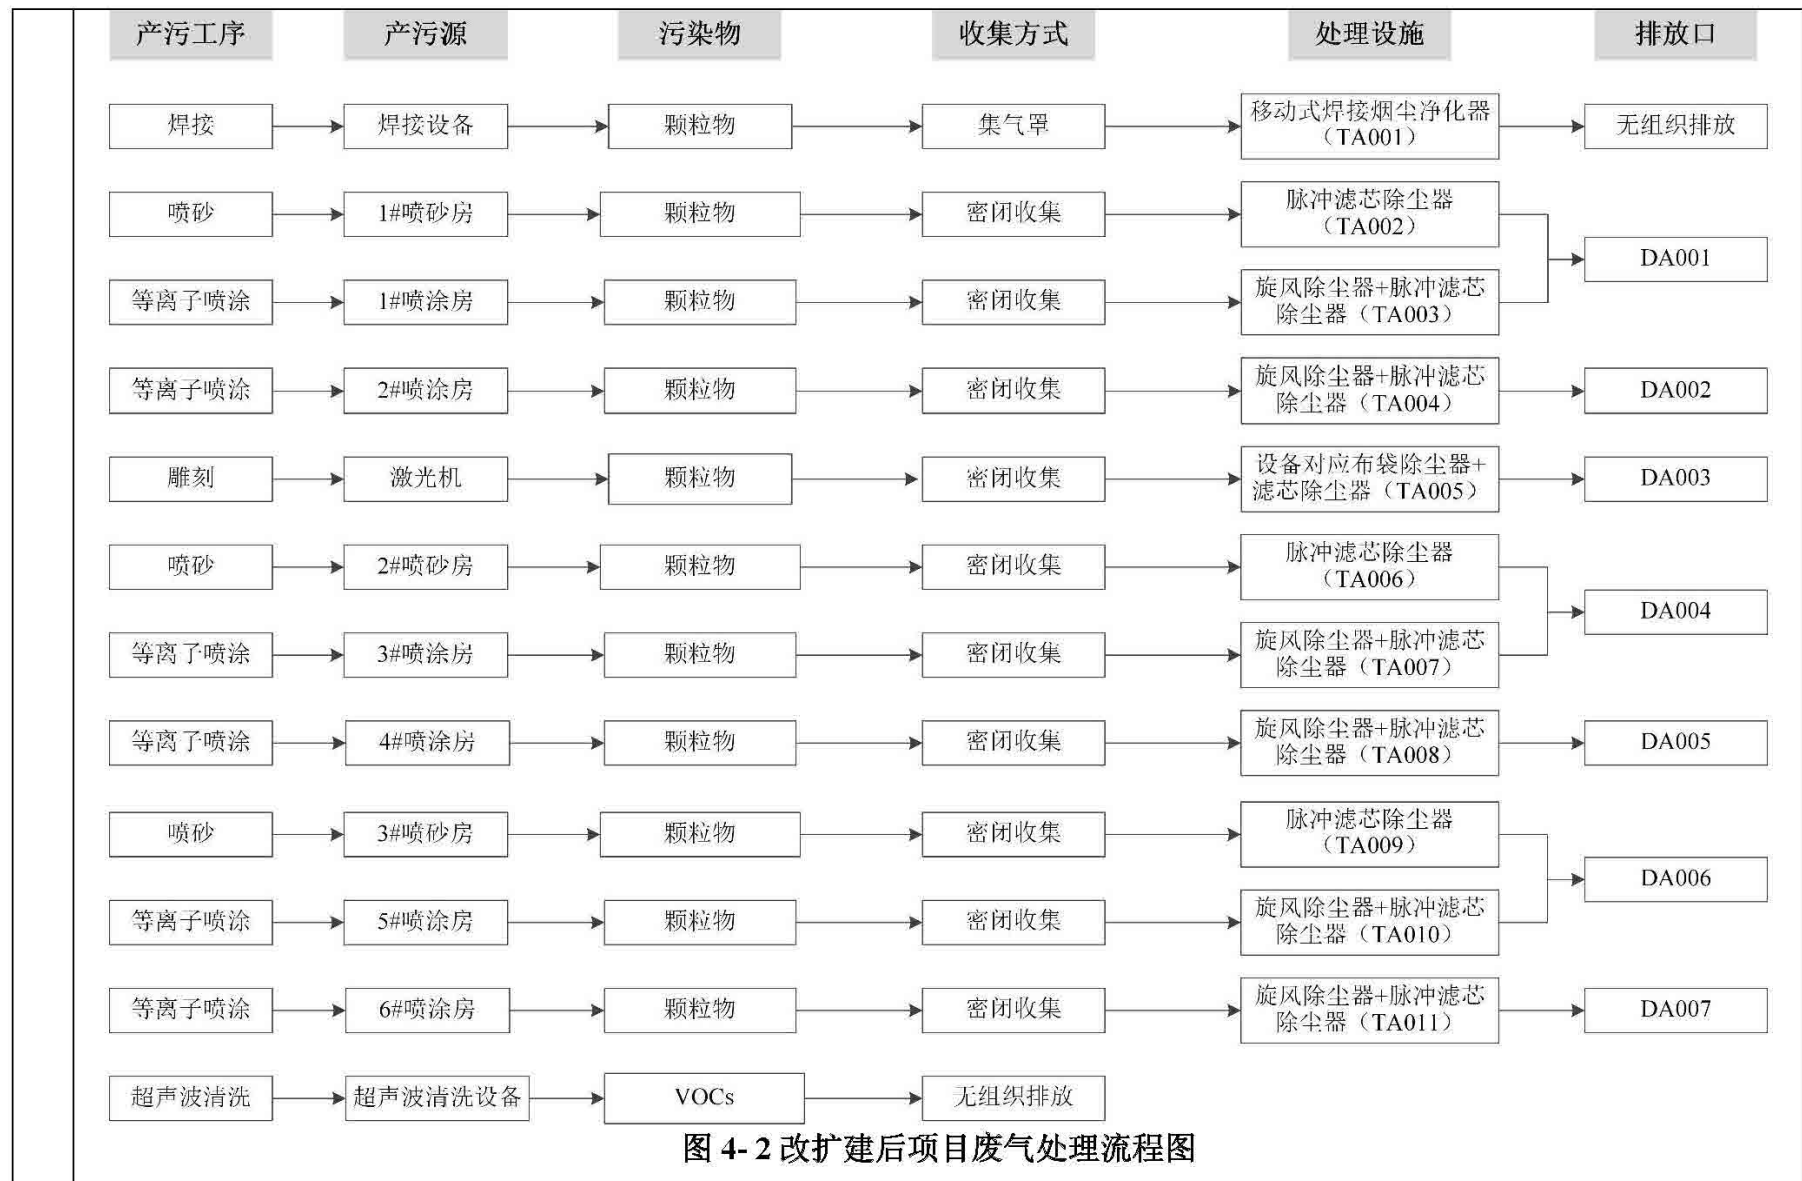 产污工序 产污源 污染物 收集方式 处理设施 排放口
焊接 焊接设备 颗粒物 集气罩 移动式焊接烟尘净化器 无组织排放
（TA001）
喷砂 1#喷砂房 颗粒物 密闭收集 脉冲滤芯除尘器
（TA002）
DA001
等离子喷涂 1#喷涂房 颗粒物 密闭收集 旋风除尘器+脉冲滤芯
除尘器（TA003）
等离子喷涂 2#喷涂房 颗粒物 密闭收集 旋风除尘器+脉冲滤芯 DA002
除尘器（TA004）
雕刻 激光机 颗粒物 密闭收集 设备对应布袋除尘器+ DA003
滤芯除尘器（TA005）
喷砂 2#喷砂房 颗粒物 密闭收集 脉冲滤芯除尘器
（TA006）
DA004
等离子喷涂 3#喷涂房 颗粒物 密闭收集 旋风除尘器+脉冲滤芯
除尘器（TA007）
等离子喷涂 4#喷涂房 颗粒物 密闭收集 旋风除尘器+脉冲滤芯 DA005
除尘器（TA008）
喷砂 3#喷砂房 颗粒物 密闭收集 脉冲滤芯除尘器
（TA009）
DA006
等离子喷涂 5#喷涂房 颗粒物 密闭收集 旋风除尘器+脉冲滤芯
除尘器（TA010）
等离子喷涂 6#喷涂房 颗粒物 密闭收集 旋风除尘器+脉冲滤芯 DA007
除尘器（TA011）
超声波清洗 超声波清洗设备 VOCs 无组织排放
图 4- 2 改扩建后项目废气处理流程图